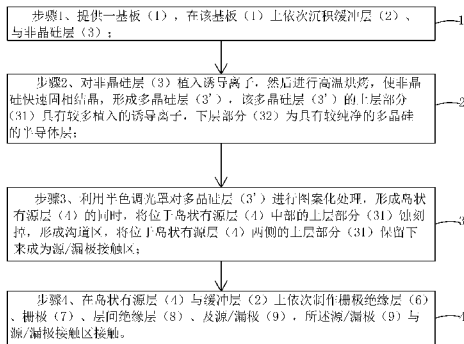 步骤1、提供一基板（1），在该基板（1）上依次沉积缓冲层（2）、
与非晶硅层（3）；
1
步骤2、对非晶硅层（3）植入诱导离子，然后进行高温烘烤，使非晶
硅快速固相结晶，形成多晶硅层（3'），该多晶硅层（3'）的上层部分
（31）具有较多植入的诱导离子，下层部分（32）为具有较纯净的多晶硅
的半导体层；
2
步骤3、利用半色调光罩对多晶硅层（3'）进行图案化处理，形成岛状
有源层（4）的同时，将位于岛状有源层（4）中部的上层部分（31）蚀刻
掉，形成沟道区，将位于岛状有源层（4）两侧的上层部分（31）保留下
来成为源/漏极接触区；
3
步骤4、在岛状有源层（4）与缓冲层（2）上依次制作栅极绝缘层（6）
、栅极（7）、层间绝缘层（8）、及源/漏极（9），所述源/漏极（9）与
源/漏极接触区接触。
4